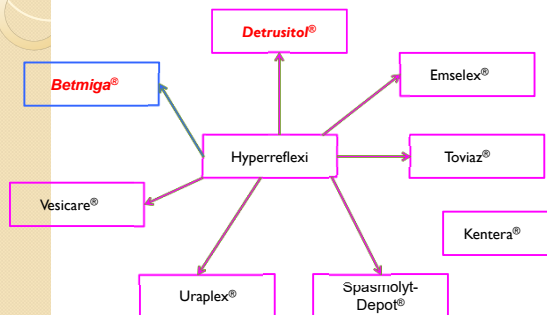 Detrusitol®
Emselex®
Betmiga®
Hyperreflexi
Toviaz®
Vesicare®
Kentera®
Uraplex®
Spasmolyt-
Depot®